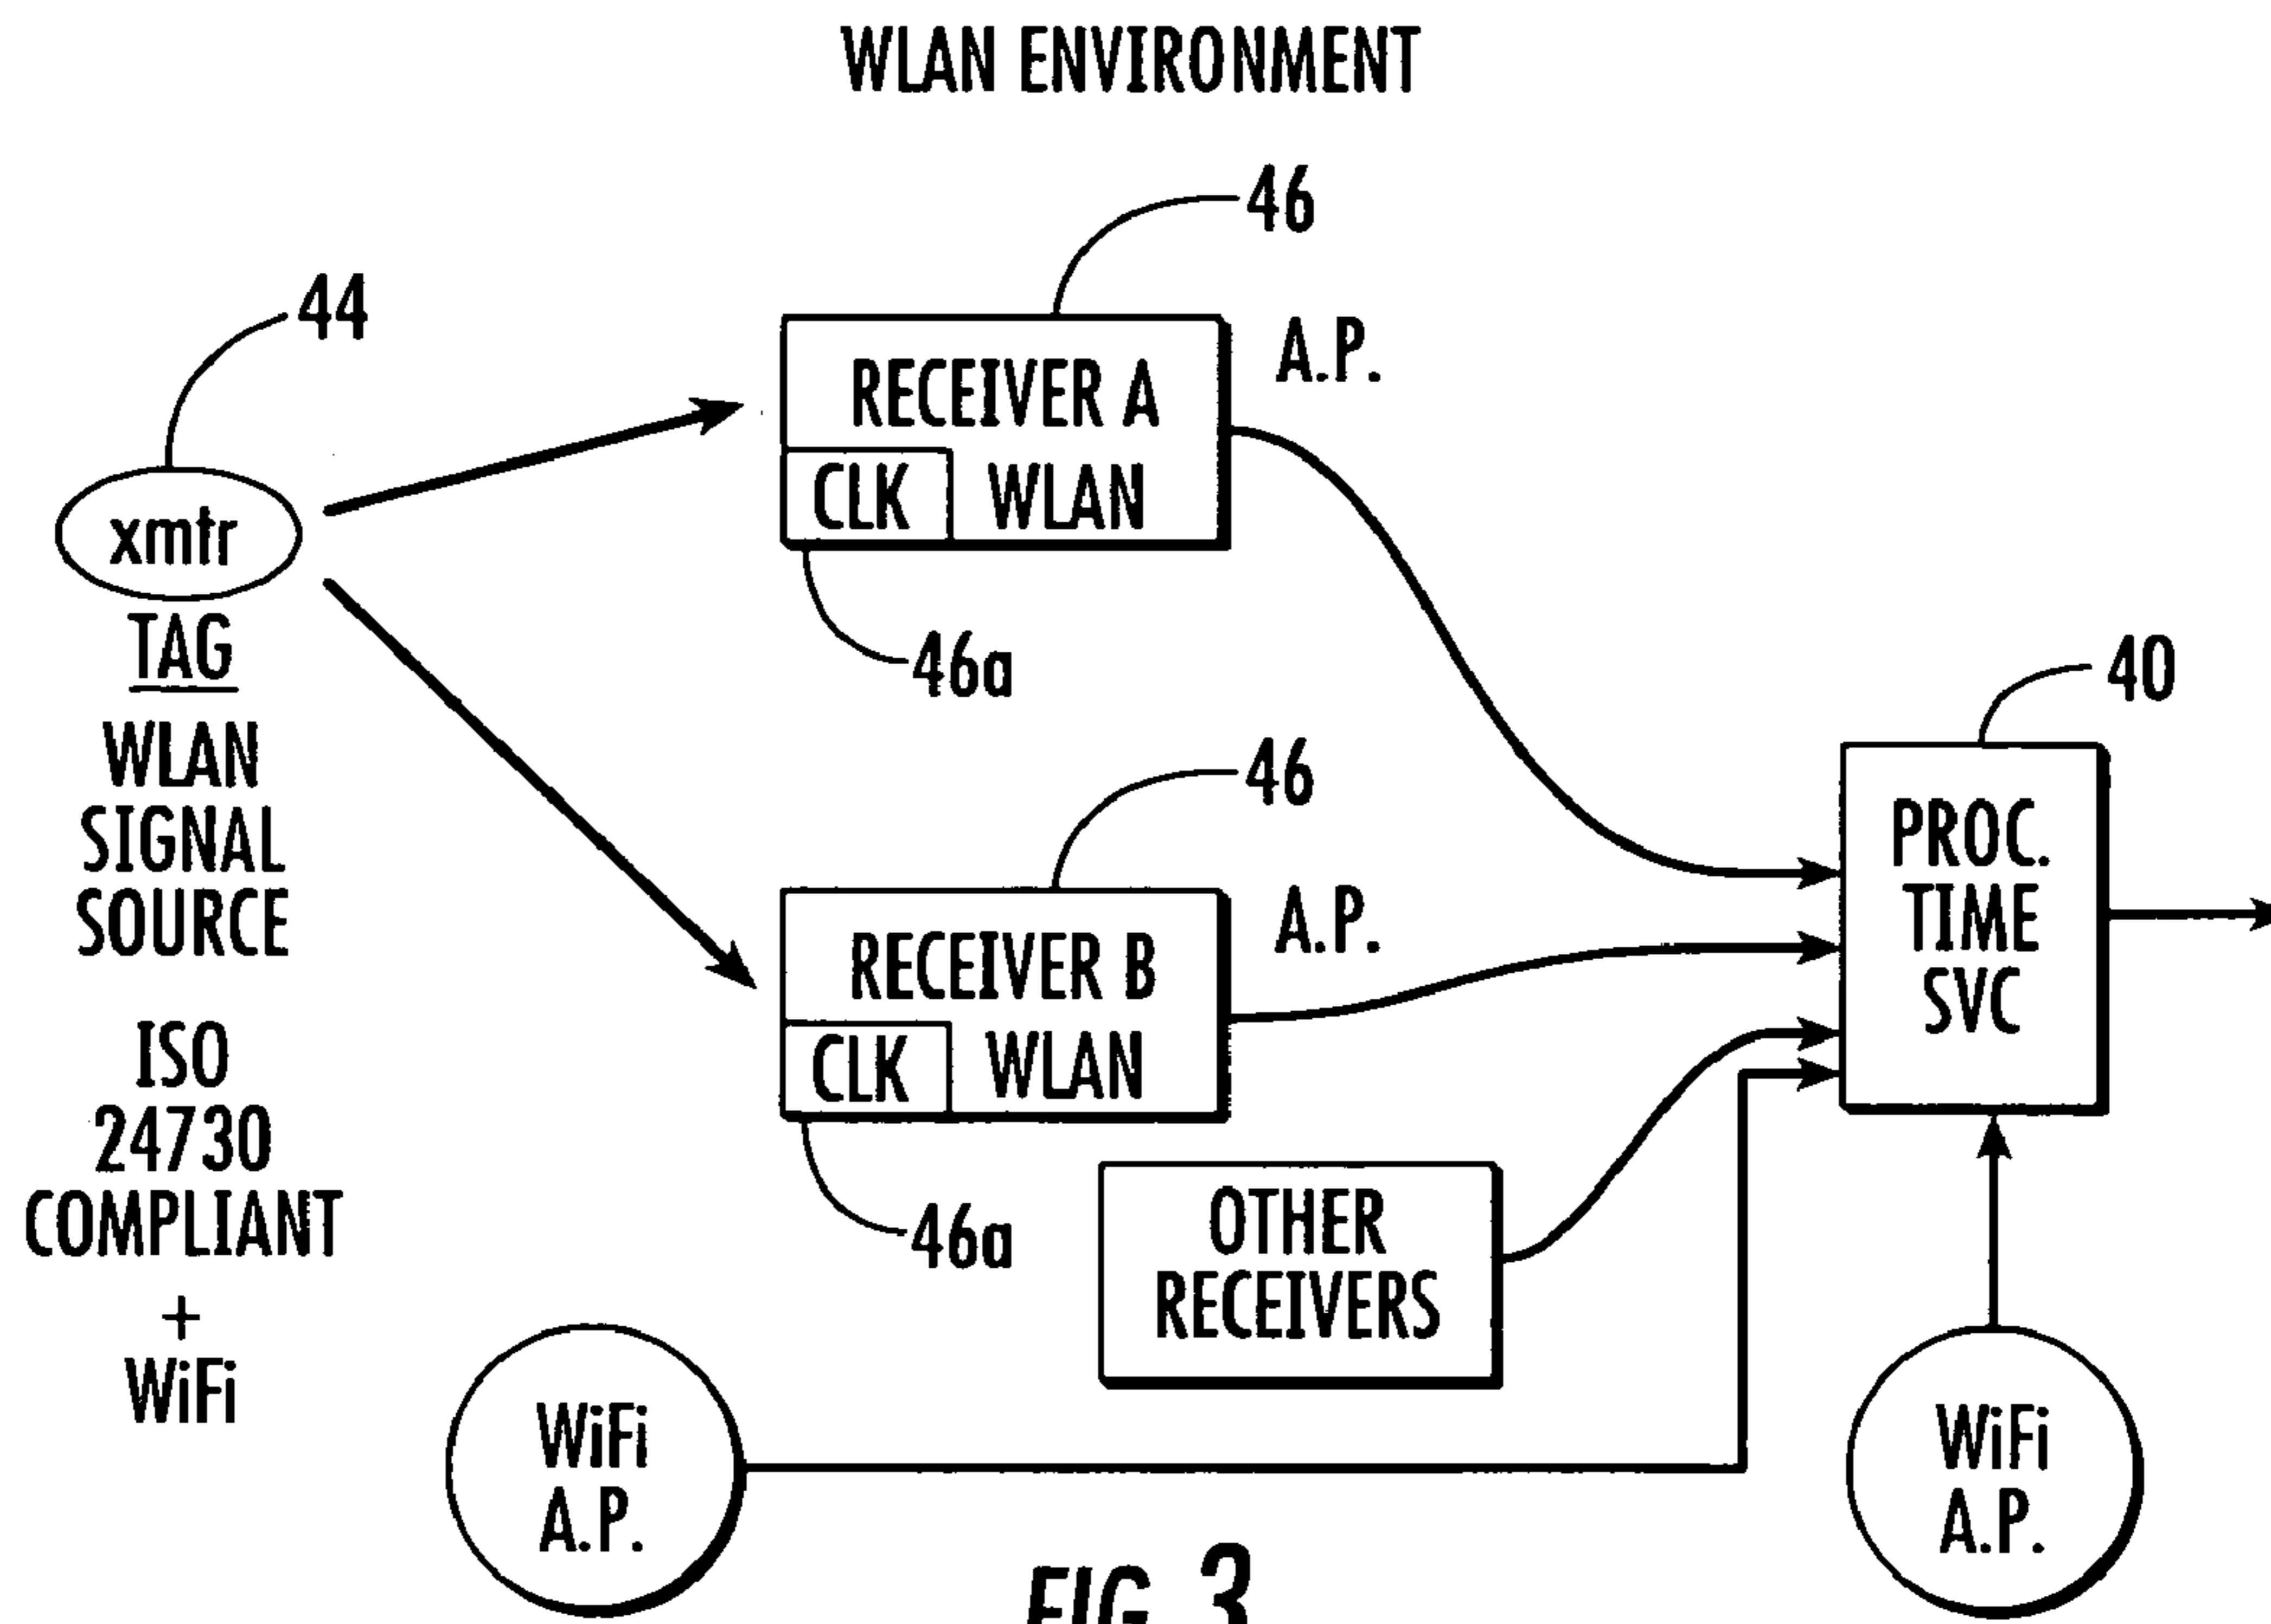 WLAN ENVIRONMENT
46
44
RECEIVER A
A.P.
CLK
WLAN
46a
xmtr
TAG
WLAN
SIGNAL
SOURCE
ISO
24730
COMPLIANT
+
WiFi
46
RECEIVER B
A.P.
CLK
WLAN
46a
OTHER
RECEIVERS
40
PROC.
TIME
SVC
WiFi
A.P.
WiFi
A.P.
FIG. 3